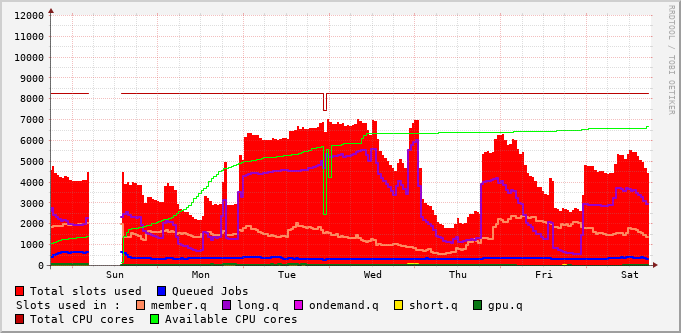 12000
11000
10000
9000
8000
7000
6000
5000
4000
3000
2000
1000
0
Sun Mon Tue Wed Thu Fri Sat
RRDTOOL / TOBI OETIKER
Total slots used Queued Jobs
Slots used in : member.q long.q ondemand.q short.q gpu.q
Total CPU cores Available CPU cores